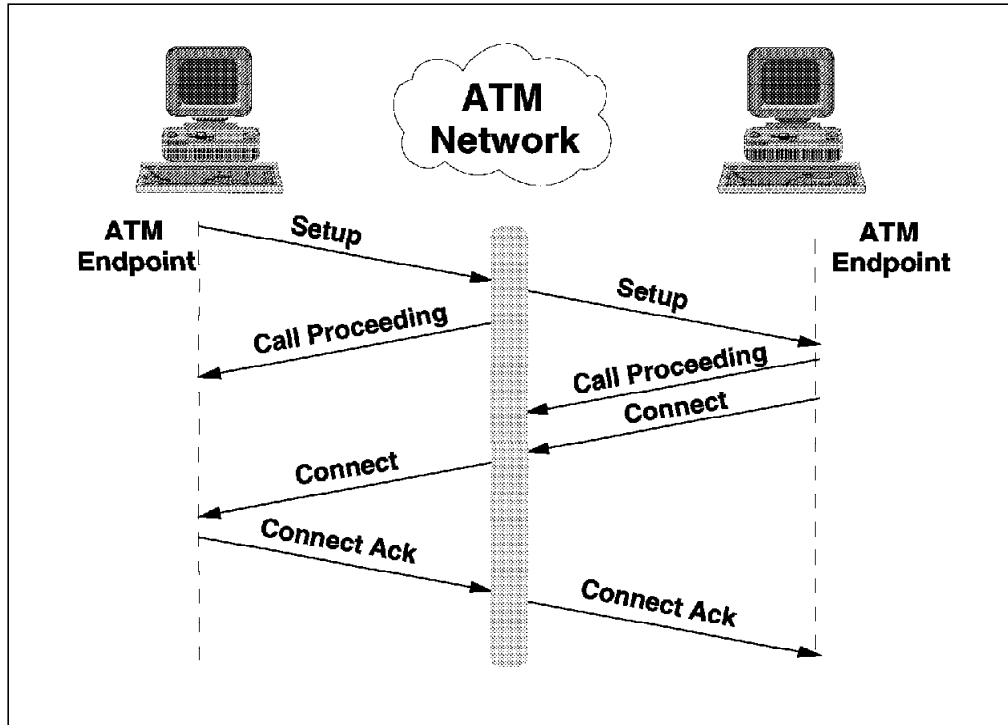 ATM
Network
ATM
Endpoint
ATM
Endpoint
Setup
Setup
Call Proceeding
Call Proceeding
Connect
Connect
Connect Ack
Connect Ack